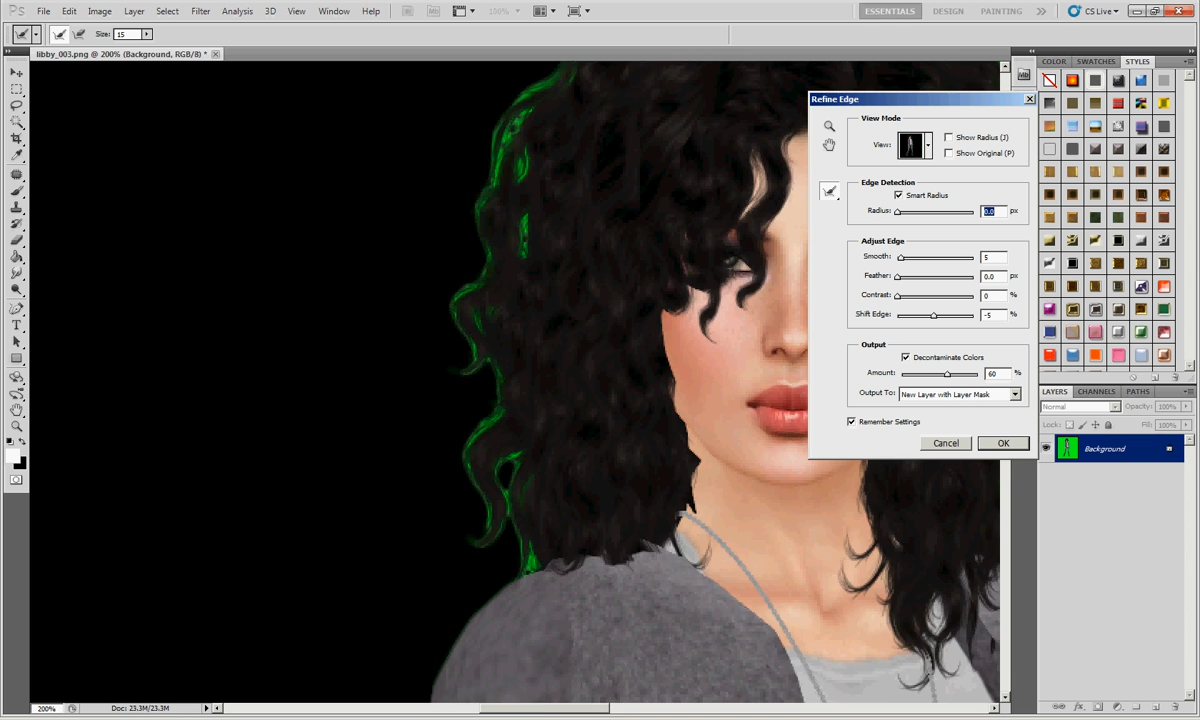 Ps File Edit Image Layer Select Filter Analysis 3D View Window Help 100% ESSENTIALS DESIGN PAINTING CS Live
Size: 15
libby_003.png @ 200% (Background, RGB/8) *
COLOR SWATCHES STYLES
Refine Edge
View Mode
View:
Show Radius (J)
Show Original (P)
Edge Detection
Smart Radius
Radius: 0.0 px
Adjust Edge
Smooth: 5
Feather: 0.0 px
Contrast: 0 %
Shift Edge: -5 %
Output
Decontaminate Colors
Amount: 60 %
Output To: New Layer with Layer Mask
Remember Settings
Cancel OK
LAYERS CHANNELS PATHS
Normal Opacity: 100%
Lock: Fill: 100%
Background
200% Doc: 23.3M/23.3M